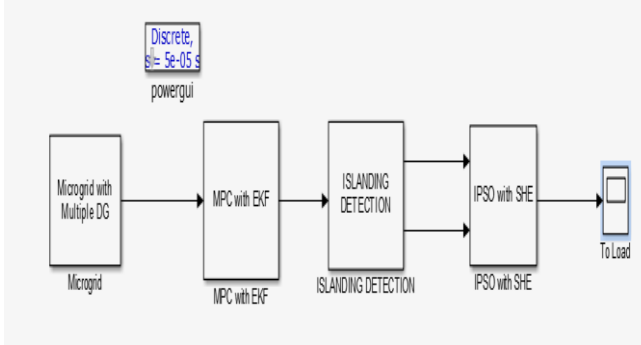 Discrete,
s = 5e-05 s
powergui
Microgrid with
Multiple DG
Microgrid
MPC with EKF
MPC with EKF
ISLANDING
DETECTION
ISLANDING DETECTION
IPSO with SHE
IPSO with SHE
To Load